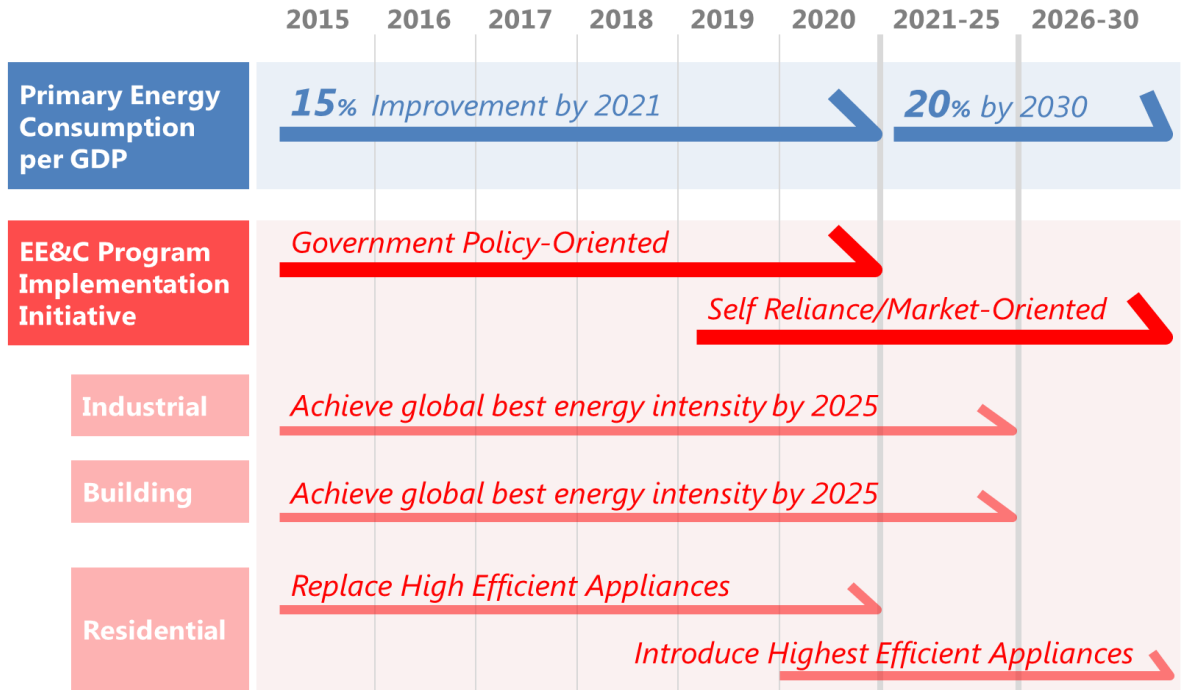 2015 2016 2017 2018 2019 2020 2021-25 2026-30
Primary Energy
Consumption
per GDP
15% Improvement by 2021
20% by 2030
EE&C Program
Implementation
Initiative
Government Policy-Oriented
Self Reliance/Market-Oriented
Industrial
Achieve global best energy intensity by 2025
Building
Achieve global best energy intensity by 2025
Residential
Replace High Efficient Appliances
Introduce Highest Efficient Appliances